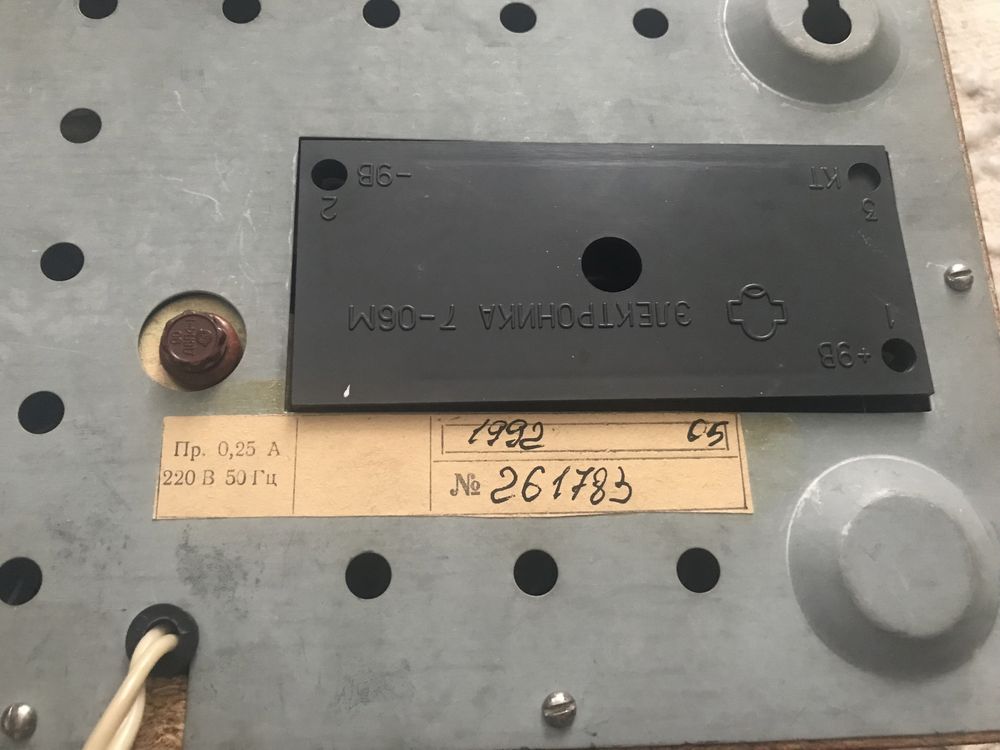 -9В
2
КТ
3
ЭЛЕКТРОНИКА 7-06М
1
+9В
Пр. 0,25 А
220 В 50 Гц
1992 05
№ 261783